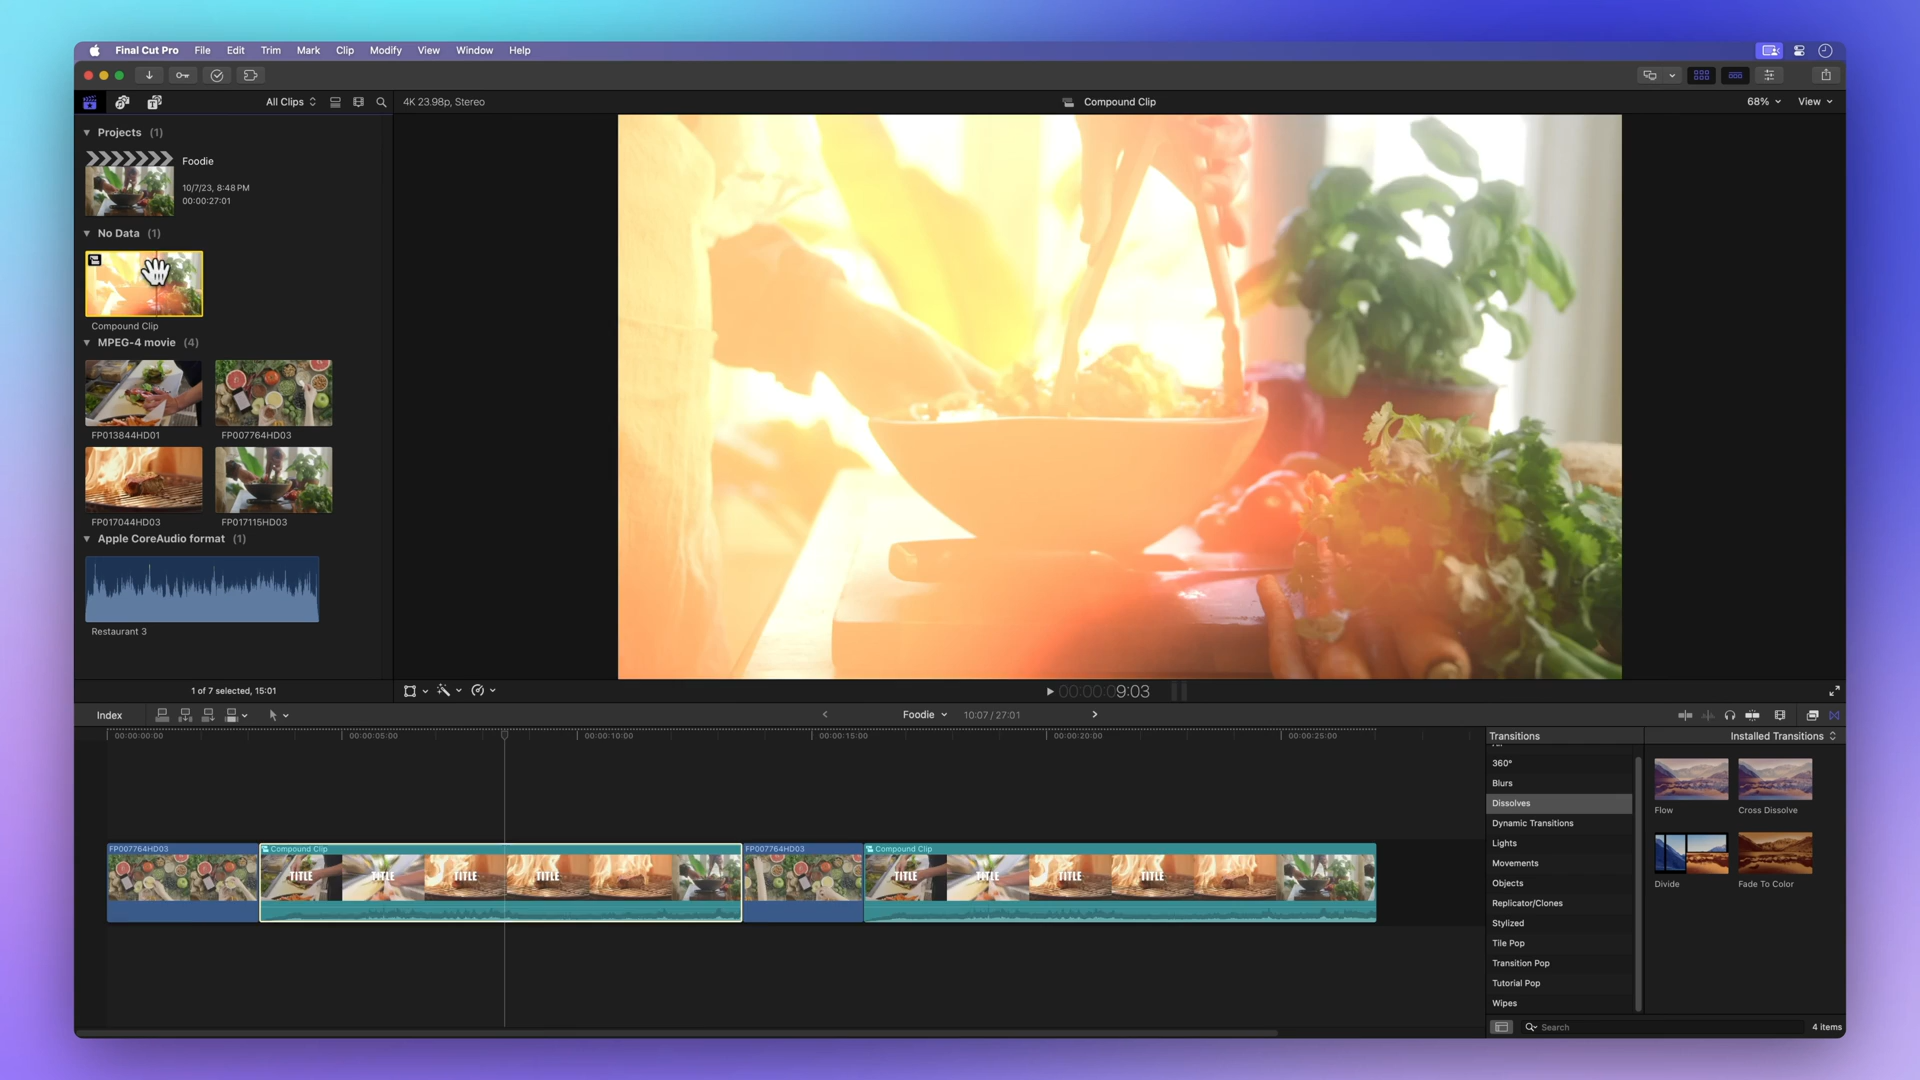 Final Cut Pro File Edit Trim Mark Clip Modify View Window Help
All Clips 4K 23.98p, Stereo Compound Clip 68% View
Projects (1)
Foodie
10/7/23, 8:48 PM
00:00:27:01
No Data (1)
Compound Clip
MPEG-4 movie (4)
FP013844HD01 FP007764HD03
FP017044HD03 FP017115HD03
Apple CoreAudio format (1)
Restaurant 3
1 of 7 selected, 15:01
00:00:09:03
Index Foodie 10:07 / 27:01
00:00:00:00 00:00:05:00 00:00:10:00 00:00:15:00 00:00:20:00 00:00:25:00
FP007764HD03 Compound Clip FP007764HD03 Compound Clip
TITLE TITLE TITLE TITLE TITLE TITLE TITLE TITLE
Transitions Installed Transitions
360°
Blurs
Dissolves
Dynamic Transitions
Lights
Movements
Objects
Replicator/Clones
Stylized
Tile Pop
Transition Pop
Tutorial Pop
Wipes
Flow Cross Dissolve
Divide Fade To Color
Search 4 items